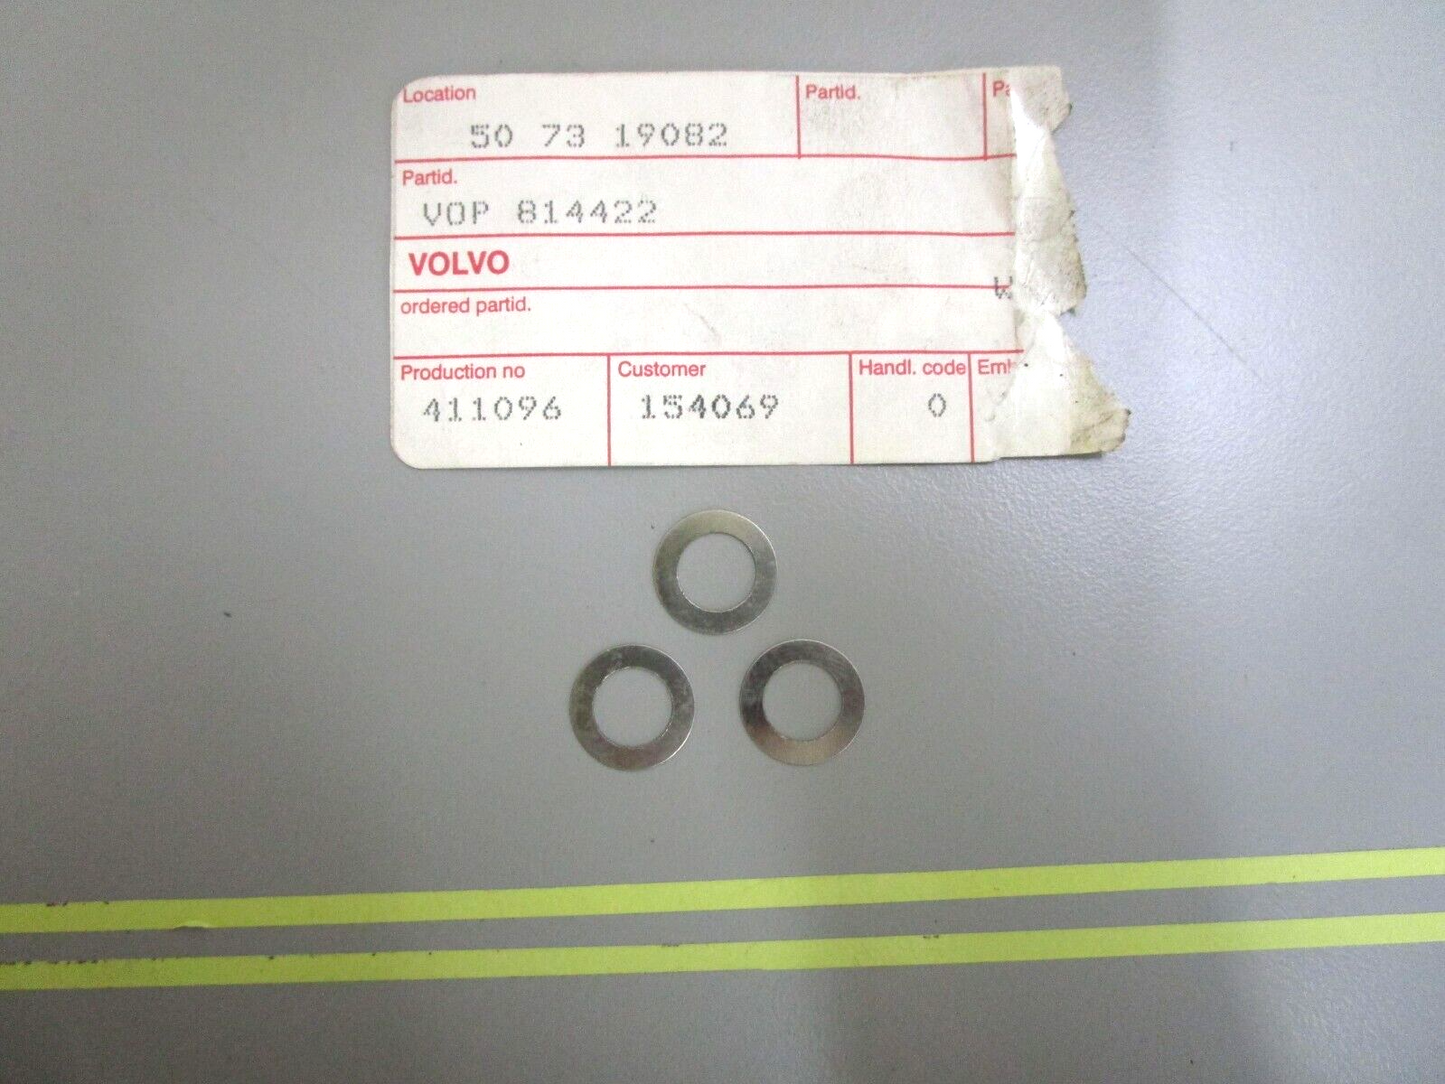 Location Partid.
50 73 19082
Partid.
VOP 814422
VOLVO
ordered partid.
Production no Customer Handl. code
411096 154069 0